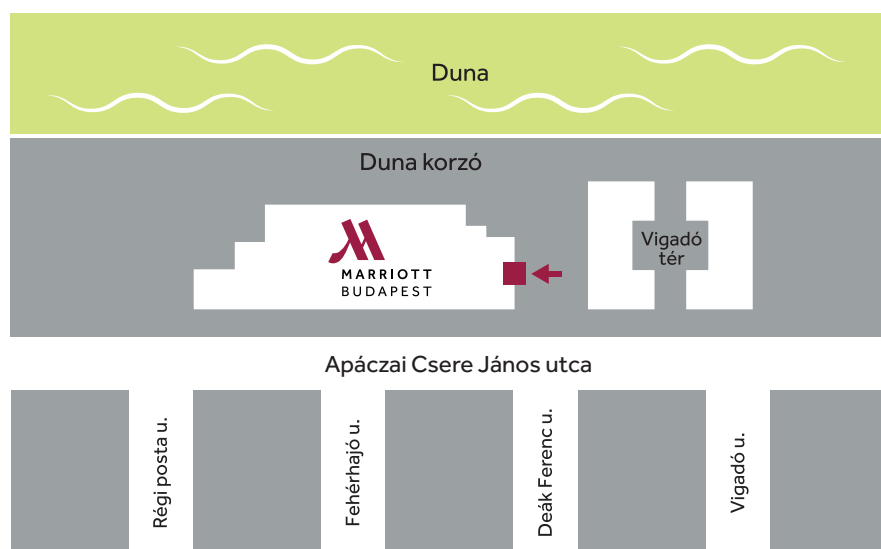 Duna
Duna korzó
Vigadó
tér
MARRIOTT
BUDAPEST
Apáczai Csere János utca
Régi posta u.
Fehérhajó u.
Deák Ferenc u.
Vigadó u.